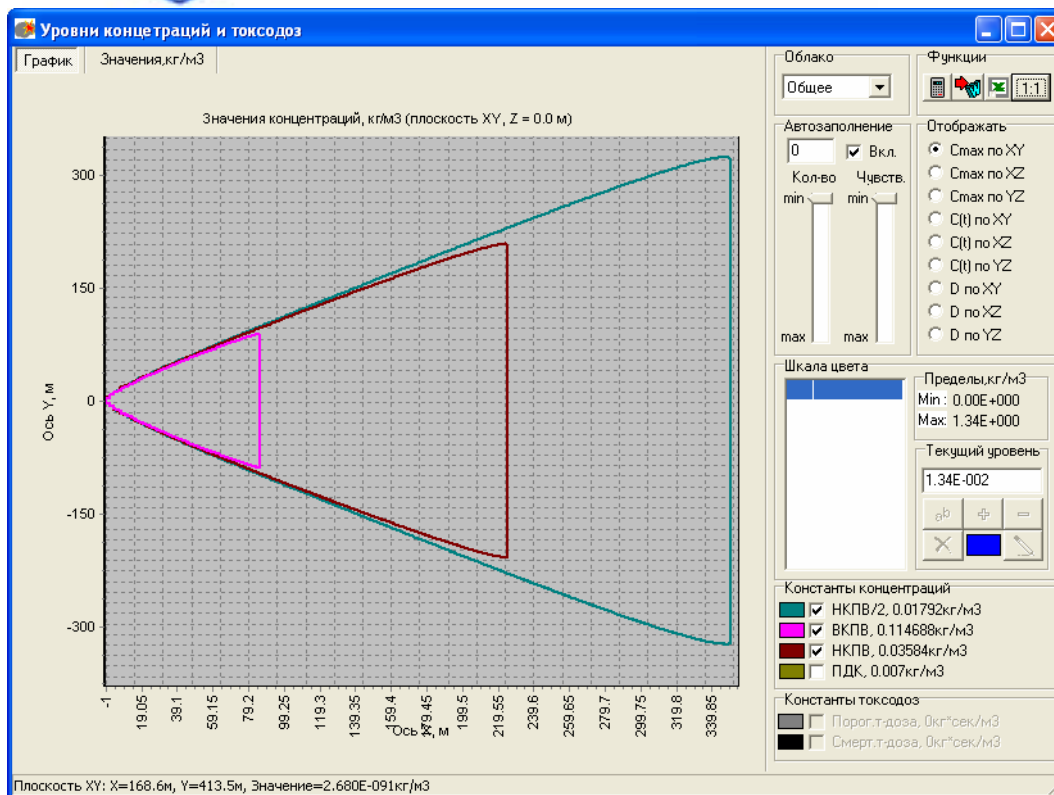 Уровни концетраций и токсодоз
График Значения,кг/м3
Значения концентраций, кг/м3 (плоскость XY, Z = 0.0 м)
300
150
0
-150
-300
Ось Y, м
-1 19.05 39.1 59.15 79.2 99.25 119.3 139.35 159.4 179.45 199.5 219.55 239.6 259.65 279.7 299.75 319.8 339.85
Ось X, м
Облако
Общее
Функции
1:1
Автозаполнение
0 Вкл.
Кол-во Чувств.
min min
max max
Отображать
Cmax по XY
Cmax по XZ
Cmax по YZ
C(t) по XY
C(t) по XZ
C(t) по YZ
D по XY
D по XZ
D по YZ
Шкала цвета
Пределы,кг/м3
Min : 0.00E+000
Max: 1.34E+000
Текущий уровень
1.34E-002
ab
Константы концентраций
НКПВ/2, 0.01792кг/м3
ВКПВ, 0.114688кг/м3
НКПВ, 0.03584кг/м3
ПДК, 0.007кг/м3
Константы токсодоз
Порог.т-доза, 0кг*сек/м3
Смерт.т-доза, 0кг*сек/м3
Плоскость XY: X=168.6м, Y=413.5м, Значение=2.680E-091кг/м3